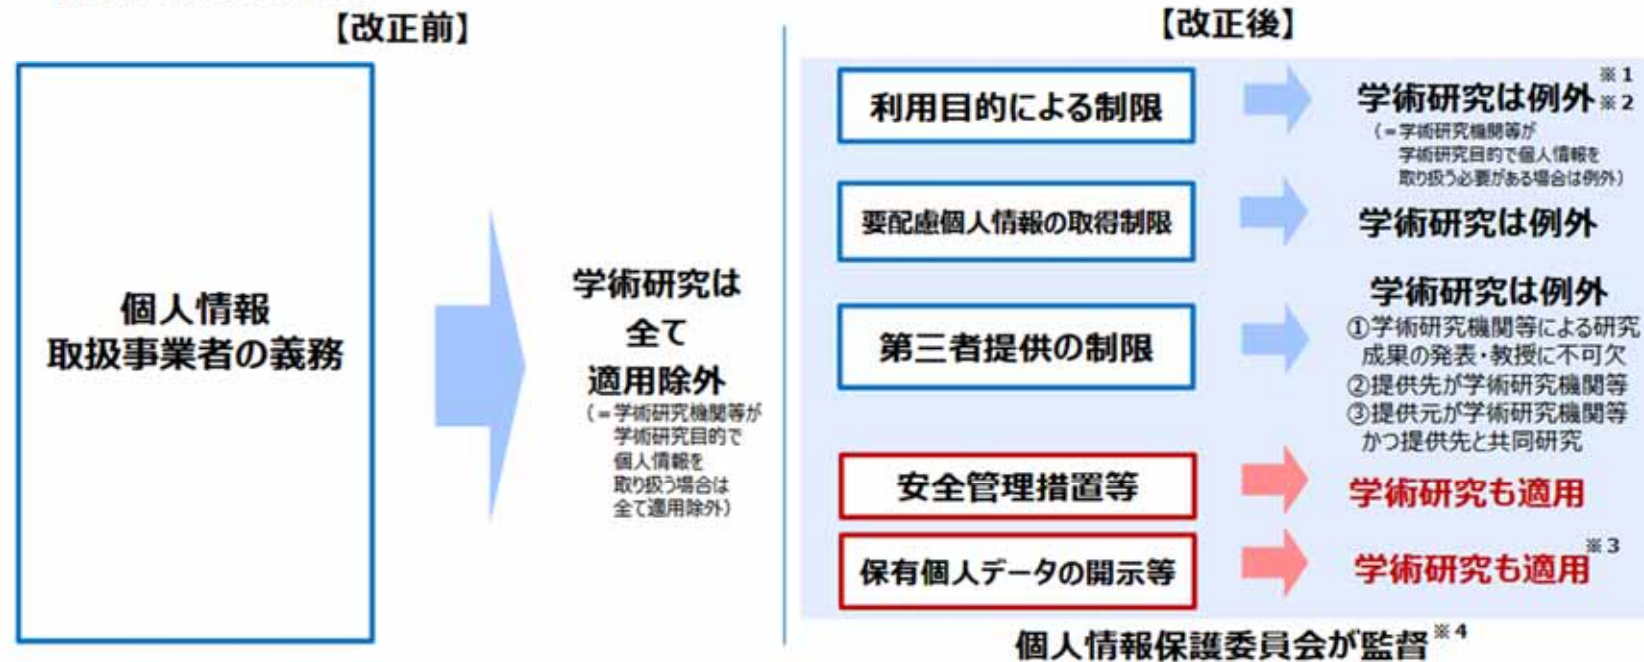 【改正前】
個人情報
取扱事業者の義務
学術研究は
全て
適用除外
(=学術研究機関等が
学術研究目的で
個人情報を
取り扱う場合は
全て適用除外)
【改正後】
利用目的による制限
学術研究は例外※1
※2
(=学術研究機関等が
学術研究目的で個人情報を
取り扱う必要がある場合は例外)
要配慮個人情報の取得制限
学術研究は例外
第三者提供の制限
学術研究は例外
①学術研究機関等による研究
成果の発表・教授に不可欠
②提供先が学術研究機関等
③提供元が学術研究機関等
かつ提供先と共同研究
安全管理措置等
学術研究も適用
保有個人データの開示等
学術研究も適用※3
個人情報保護委員会が監督※4